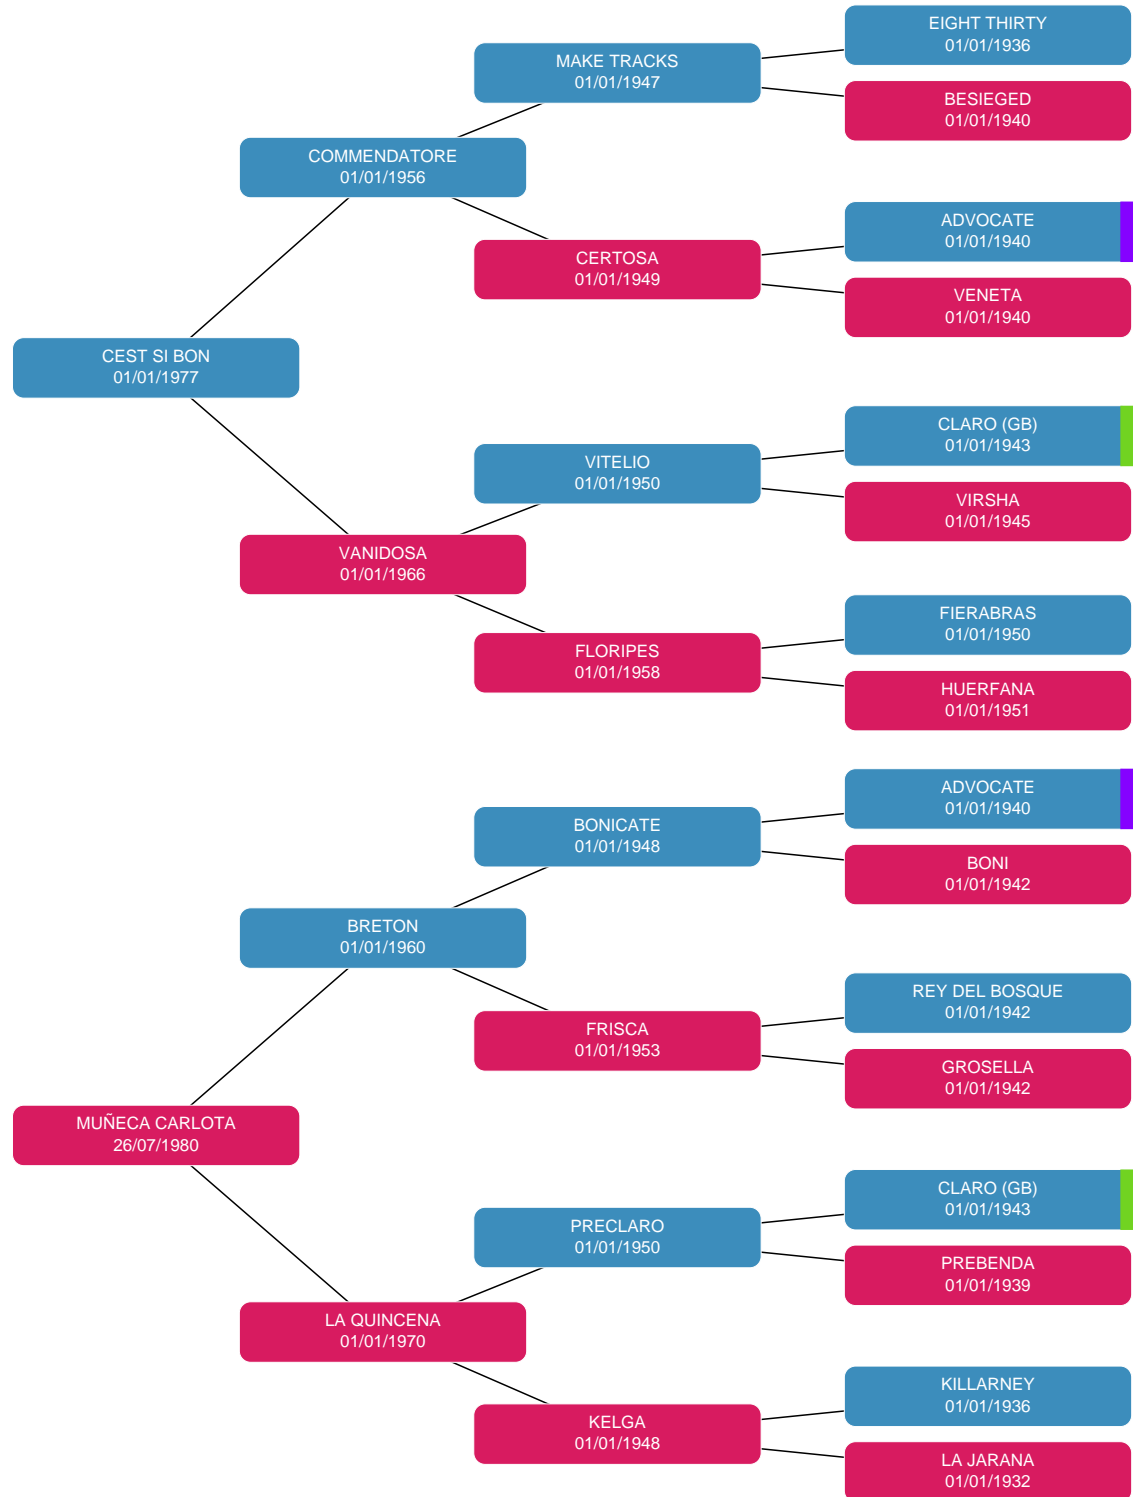 EIGHT THIRTY
01/01/1936
MAKE TRACKS
01/01/1947
BESIEGED
01/01/1940
COMMENDATORE
01/01/1956
ADVOCATE
01/01/1940
CERTOSA
01/01/1949
VENETA
01/01/1940
CEST SI BON
01/01/1977
CLARO (GB)
01/01/1943
VITELIO
01/01/1950
VIRSHA
01/01/1945
VANIDOSA
01/01/1966
FIERABRAS
01/01/1950
FLORIPES
01/01/1958
HUERFANA
01/01/1951
ADVOCATE
01/01/1940
BONICATE
01/01/1948
BONI
01/01/1942
BRETON
01/01/1960
REY DEL BOSQUE
01/01/1942
FRISCA
01/01/1953
GROSELLA
01/01/1942
MUÑECA CARLOTA
26/07/1980
CLARO (GB)
01/01/1943
PRECLARO
01/01/1950
PREBENDA
01/01/1939
LA QUINCENA
01/01/1970
KILLARNEY
01/01/1936
KELGA
01/01/1948
LA JARANA
01/01/1932